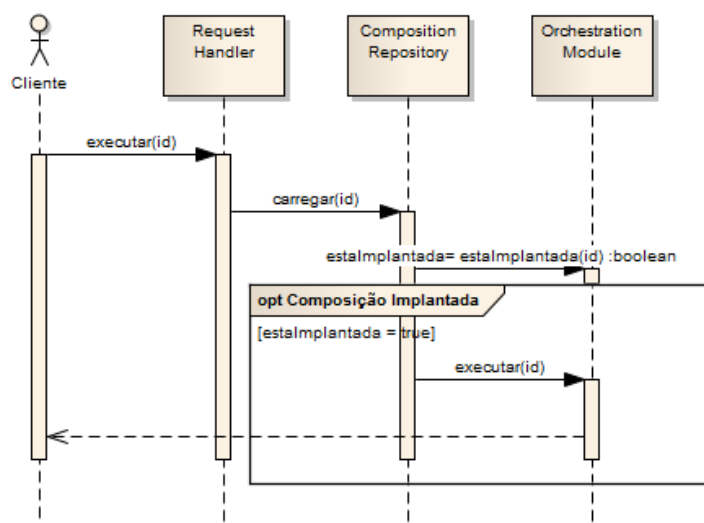 Cliente
Request
Handler
Composition
Repository
Orchestration
Module
executar(id)
carregar(id)
estaImplantada= estaImplantada(id) :boolean
opt Composição Implantada
[estaImplantada = true]
executar(id)